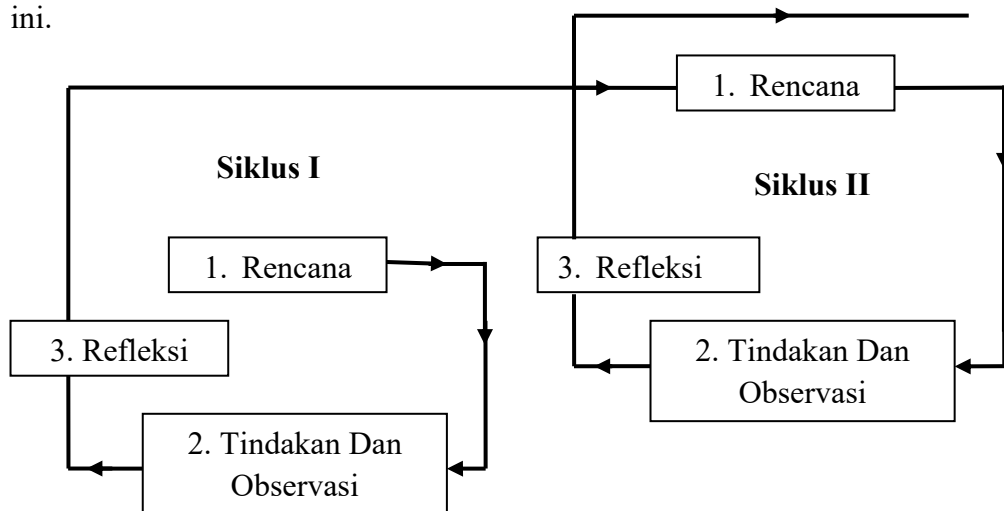 ini.
Siklus I
1. Rencana
2. Tindakan Dan
Observasi
3. Refleksi
1. Rencana
Siklus II
2. Tindakan Dan
Observasi
3. Refleksi